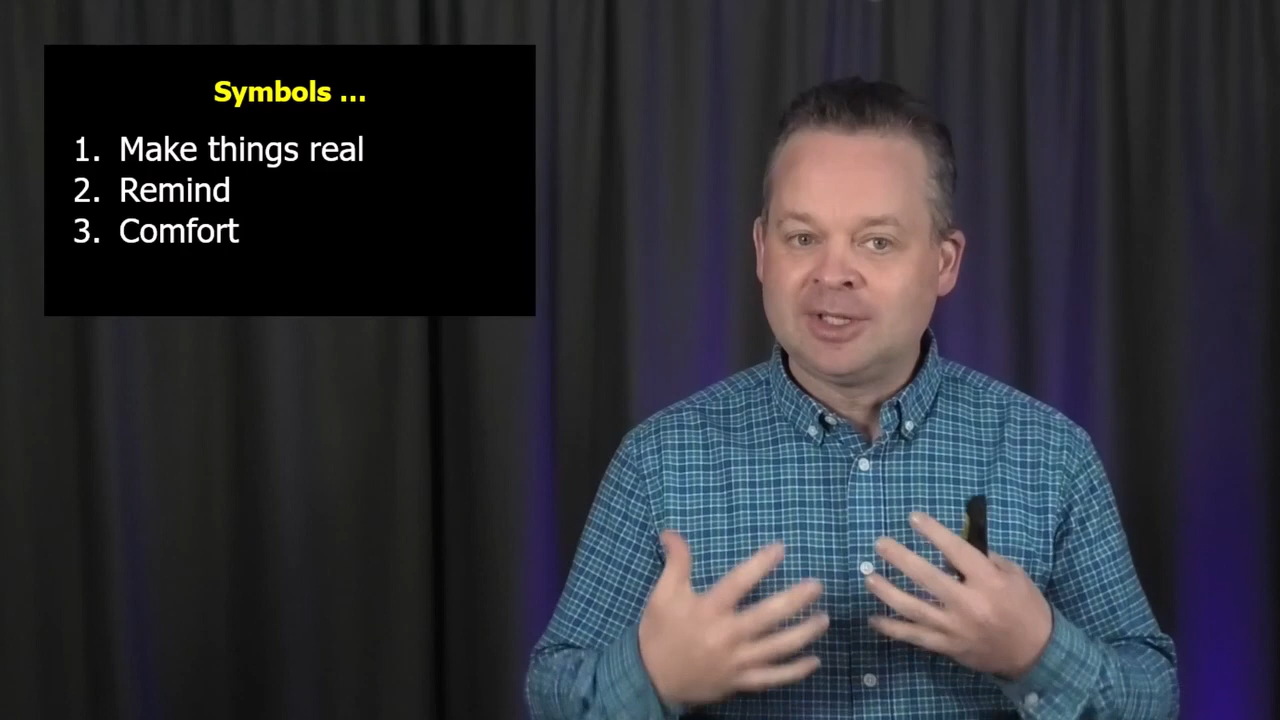 Symbols ...
1. Make things real
2. Remind
3. Comfort